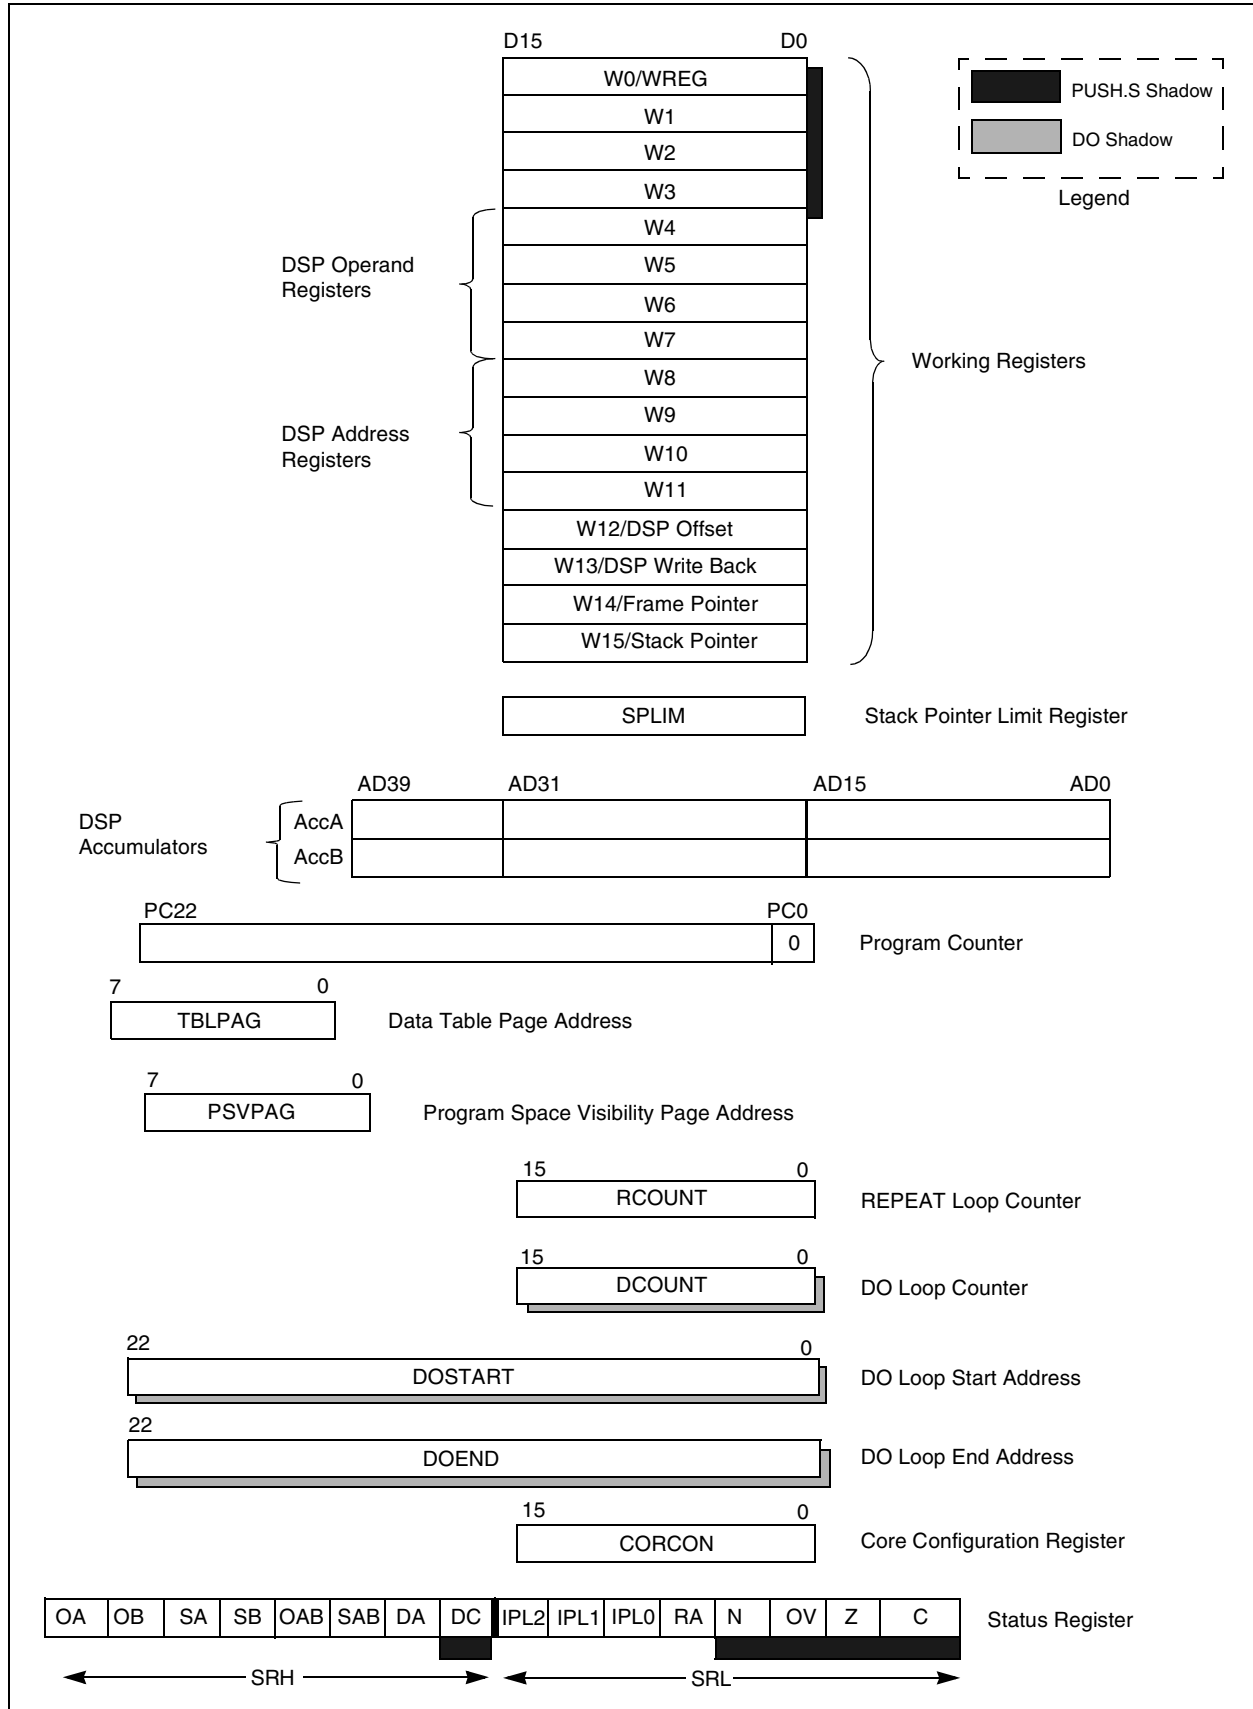 D15 D0
W0/WREG
PUSH.S Shadow
W1
DO Shadow
W2
W3
Legend
W4
DSP Operand
Registers
W5
W6
W7
Working Registers
W8
W9
DSP Address
Registers
W10
W11
W12/DSP Offset
W13/DSP Write Back
W14/Frame Pointer
W15/Stack Pointer
SPLIM Stack Pointer Limit Register
AD39 AD31 AD15 AD0
DSP
Accumulators
AccA
AccB
PC22 PC0
0 Program Counter
7 0
TBLPAG Data Table Page Address
7 0
PSVPAG Program Space Visibility Page Address
15 0
RCOUNT REPEAT Loop Counter
15 0
DCOUNT DO Loop Counter
22 0
DOSTART DO Loop Start Address
22
DOEND DO Loop End Address
15 0
CORCON Core Configuration Register
OA OB SA SB OAB SAB DA DC IPL2 IPL1 IPL0 RA N OV Z C Status Register
SRH SRL